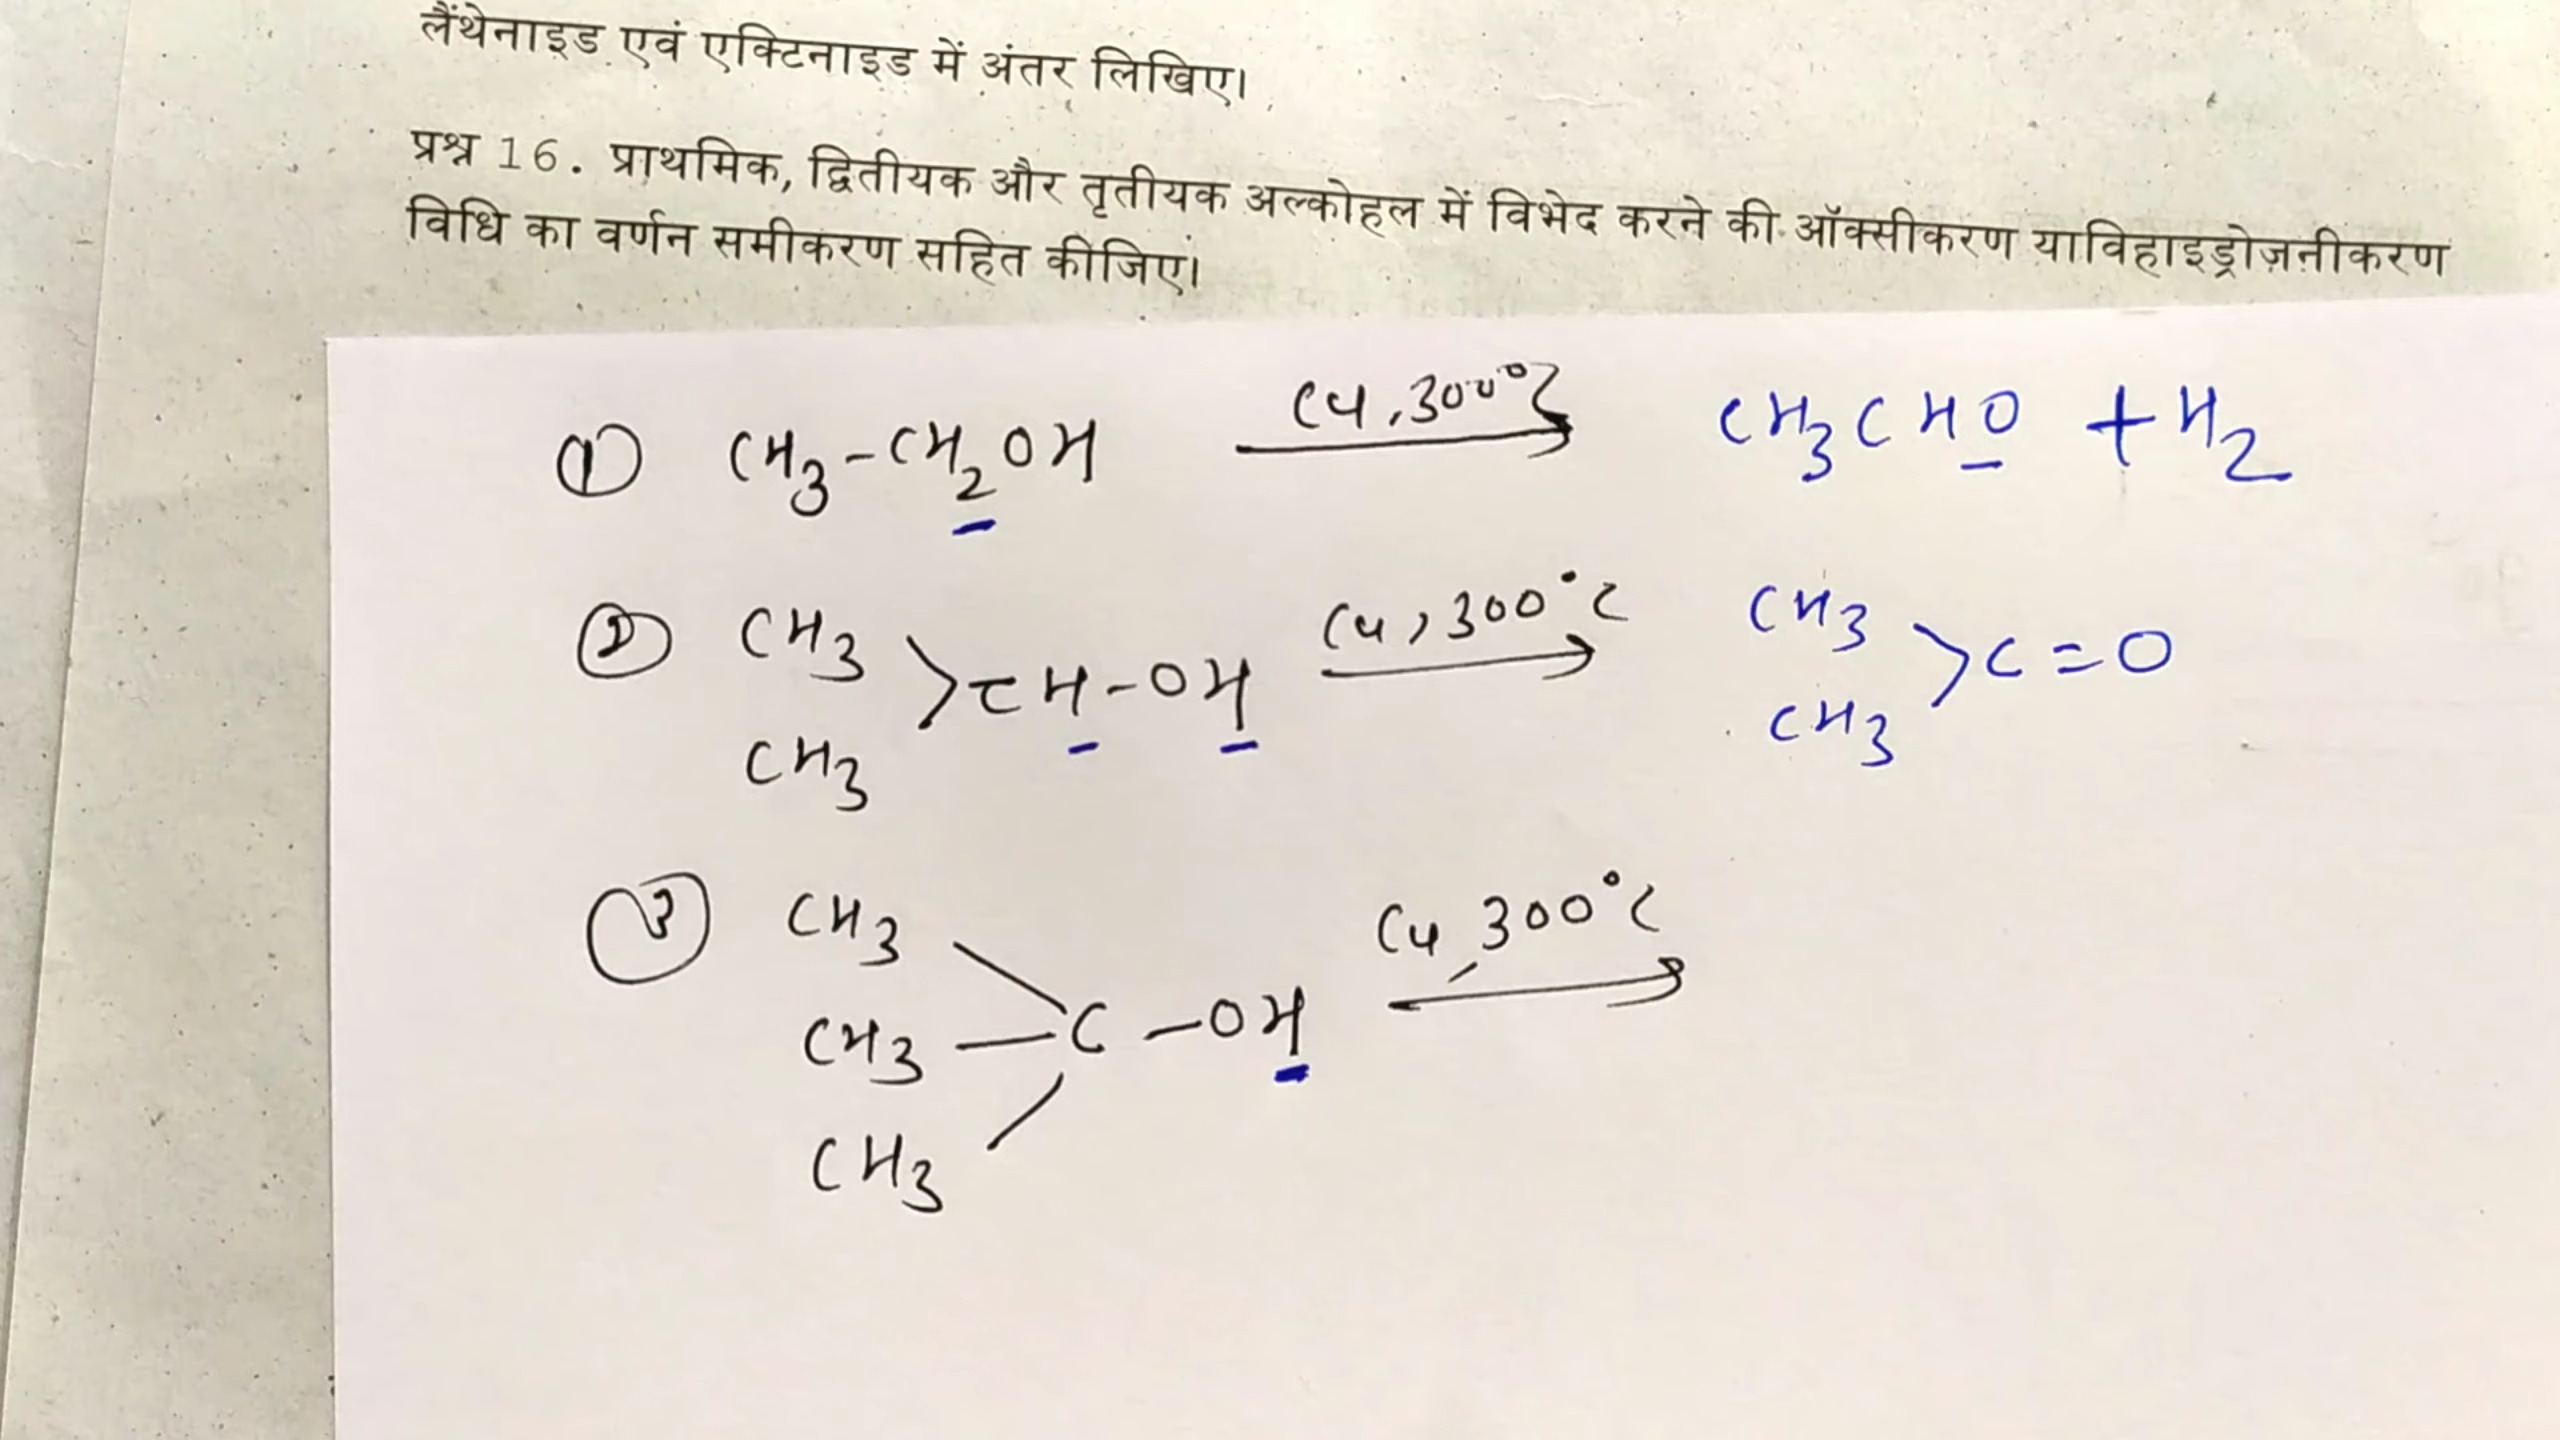 लैंथेनाइड एवं एक्टिनाइड में अंतर लिखिए।
प्रश्न 16. प्राथमिक, द्वितीयक और तृतीयक अल्कोहल में विभेद करने की ऑक्सीकरण याविहाइड्रोज़नीकरण
विधि का वर्णन समीकरण सहित कीजिए।
① CH₃-CH₂OH Cu, 300°C → CH₃CHO + H₂
② CH₃ Cu, 300°C CH₃
>CH-OH → >C=O
CH₃ CH₃
③ CH₃ Cu, 300°C
CH₃ — C — OH →
CH₃